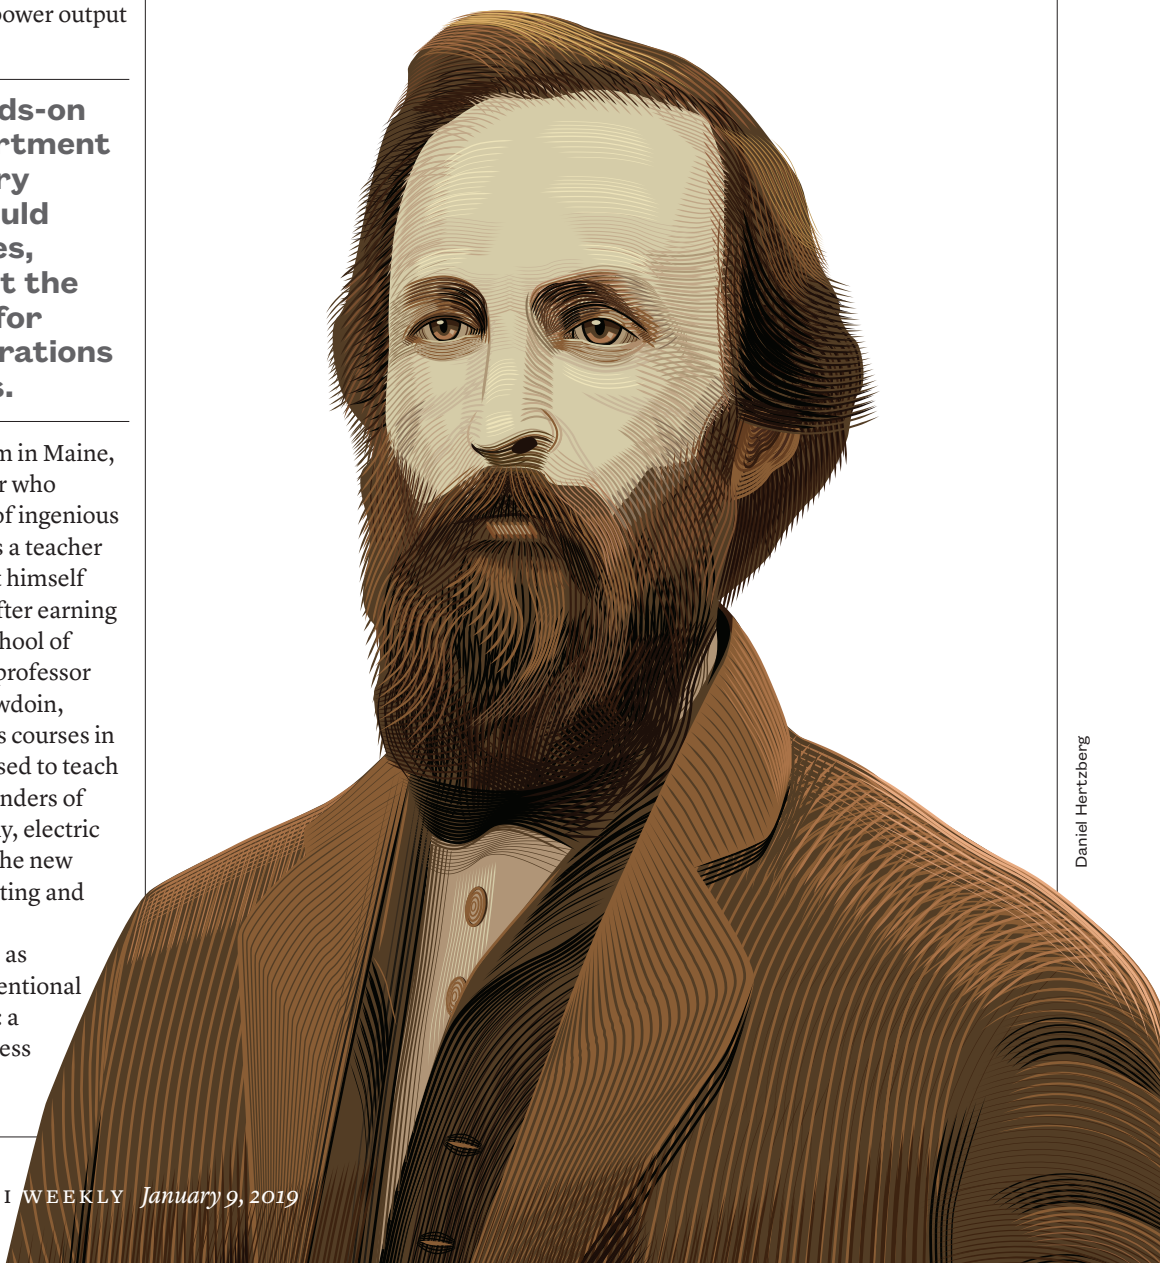 power output
ds-on
rtment
ry
uld
es,
t the
for
rations
s.
m in Maine,
r who
of ingenious
s a teacher
t himself
fter earning
hool of
professor
wdoin,
s courses in
sed to teach
nders of
y, electric
he new
ting and
as
entional
: a
ess
I WEEKLY January 9, 2019
Daniel Hertzberg